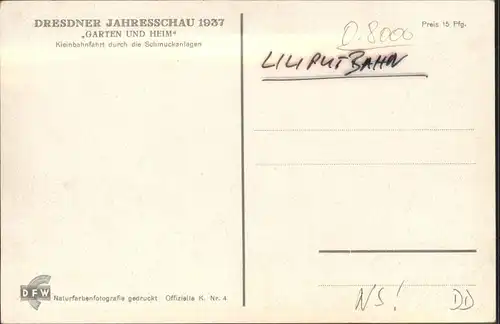 DRESDNER JAHRESSCHAU 1937
„GARTEN UND HEIM"
Kleinbahnfahrt durch die Schmuckanlagen
O. 8000
Preis 15 Pfg.
LILIPUTBAHN
DFW
Naturfarbenfotografie gedruckt Offizielle K. Nr. 4
NS! DD